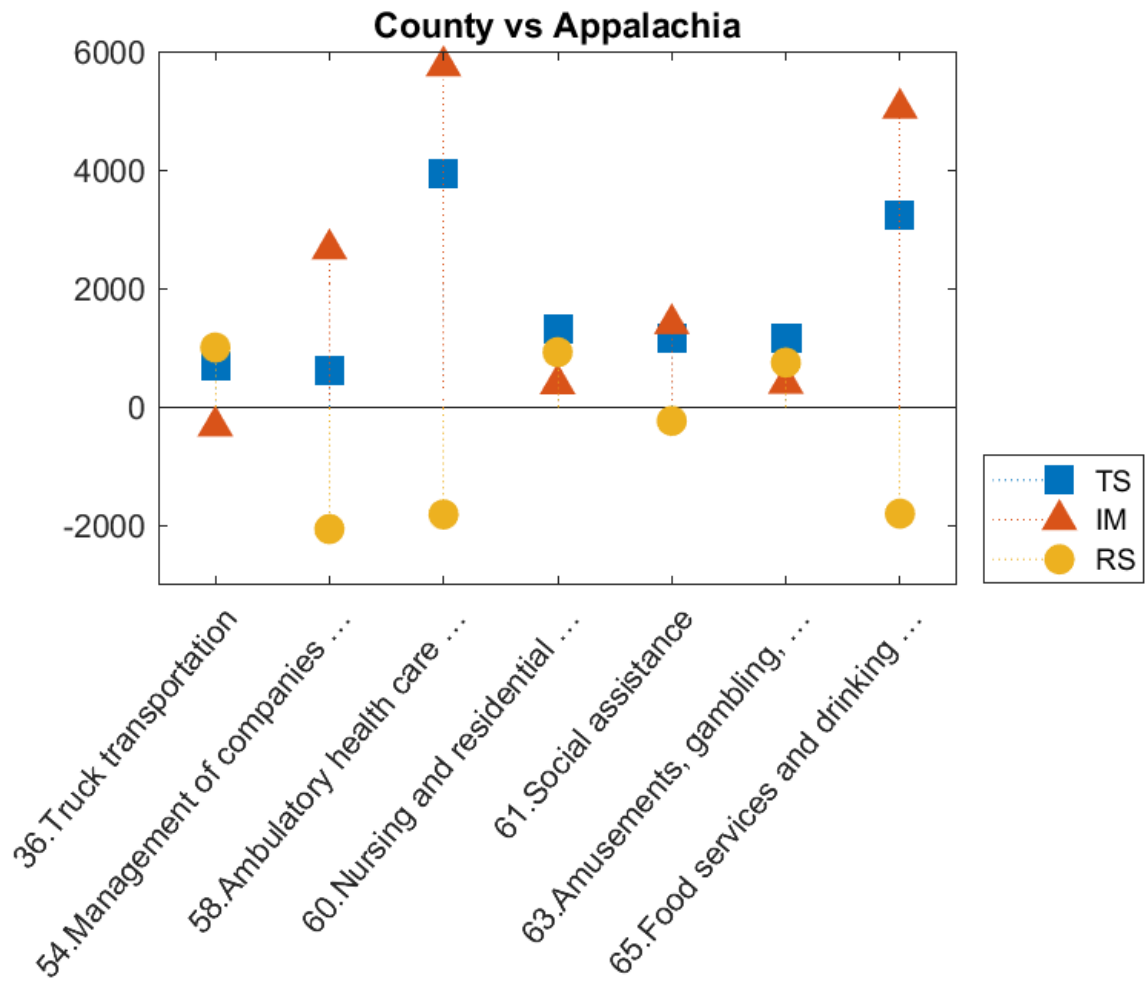 County vs Appalachia
6000
4000
2000
0
-2000
TS
IM
RS
36.Truck transportation
54.Management of companies ...
58.Ambulatory health care ...
60.Nursing and residential ...
61.Social assistance
63.Amusements, gambling, ...
65.Food services and drinking ...